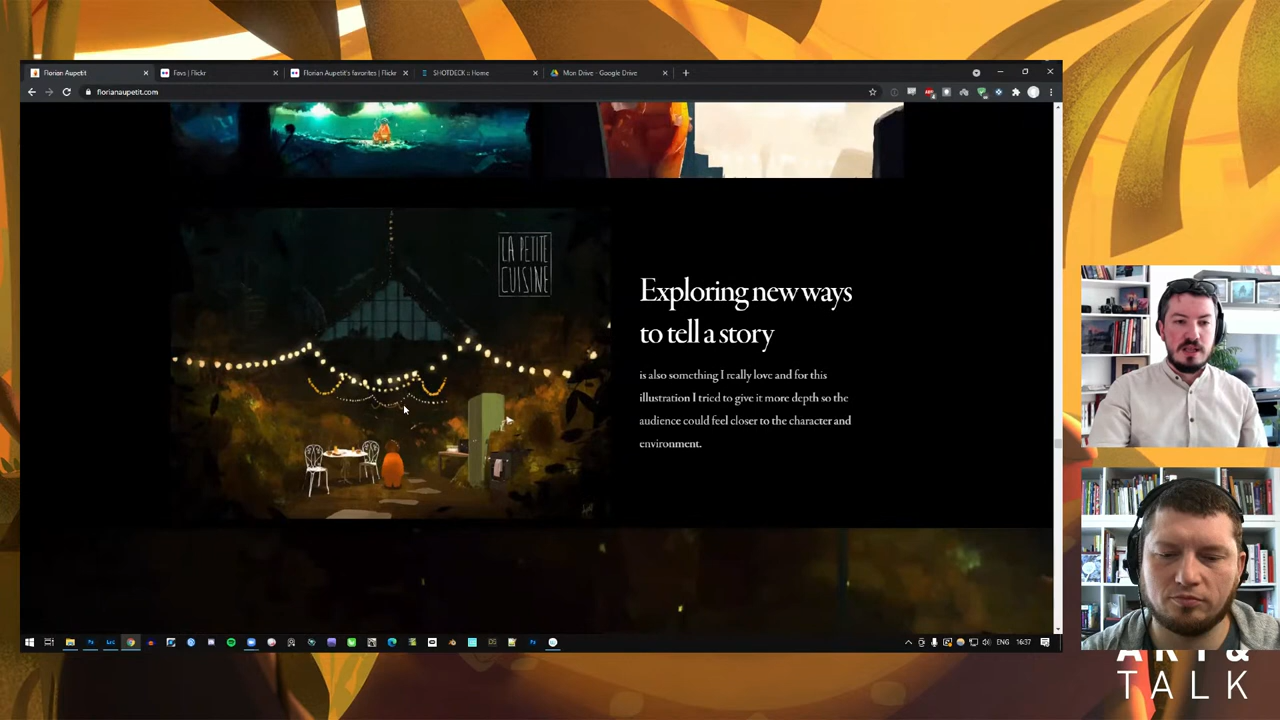 Florian Aupetit
Favs | Flickr
Florian Aupetit's favorites | Flickr
SHOTDECK :: Home
Mon Drive - Google Drive
florianaupetit.com
LA PETITE
CUISINE
Exploring new ways
to tell a story
is also something I really love and for this
illustration I tried to give it more depth so the
audience could feel closer to the character and
environment.
ENG
16:37
ART&
TALK